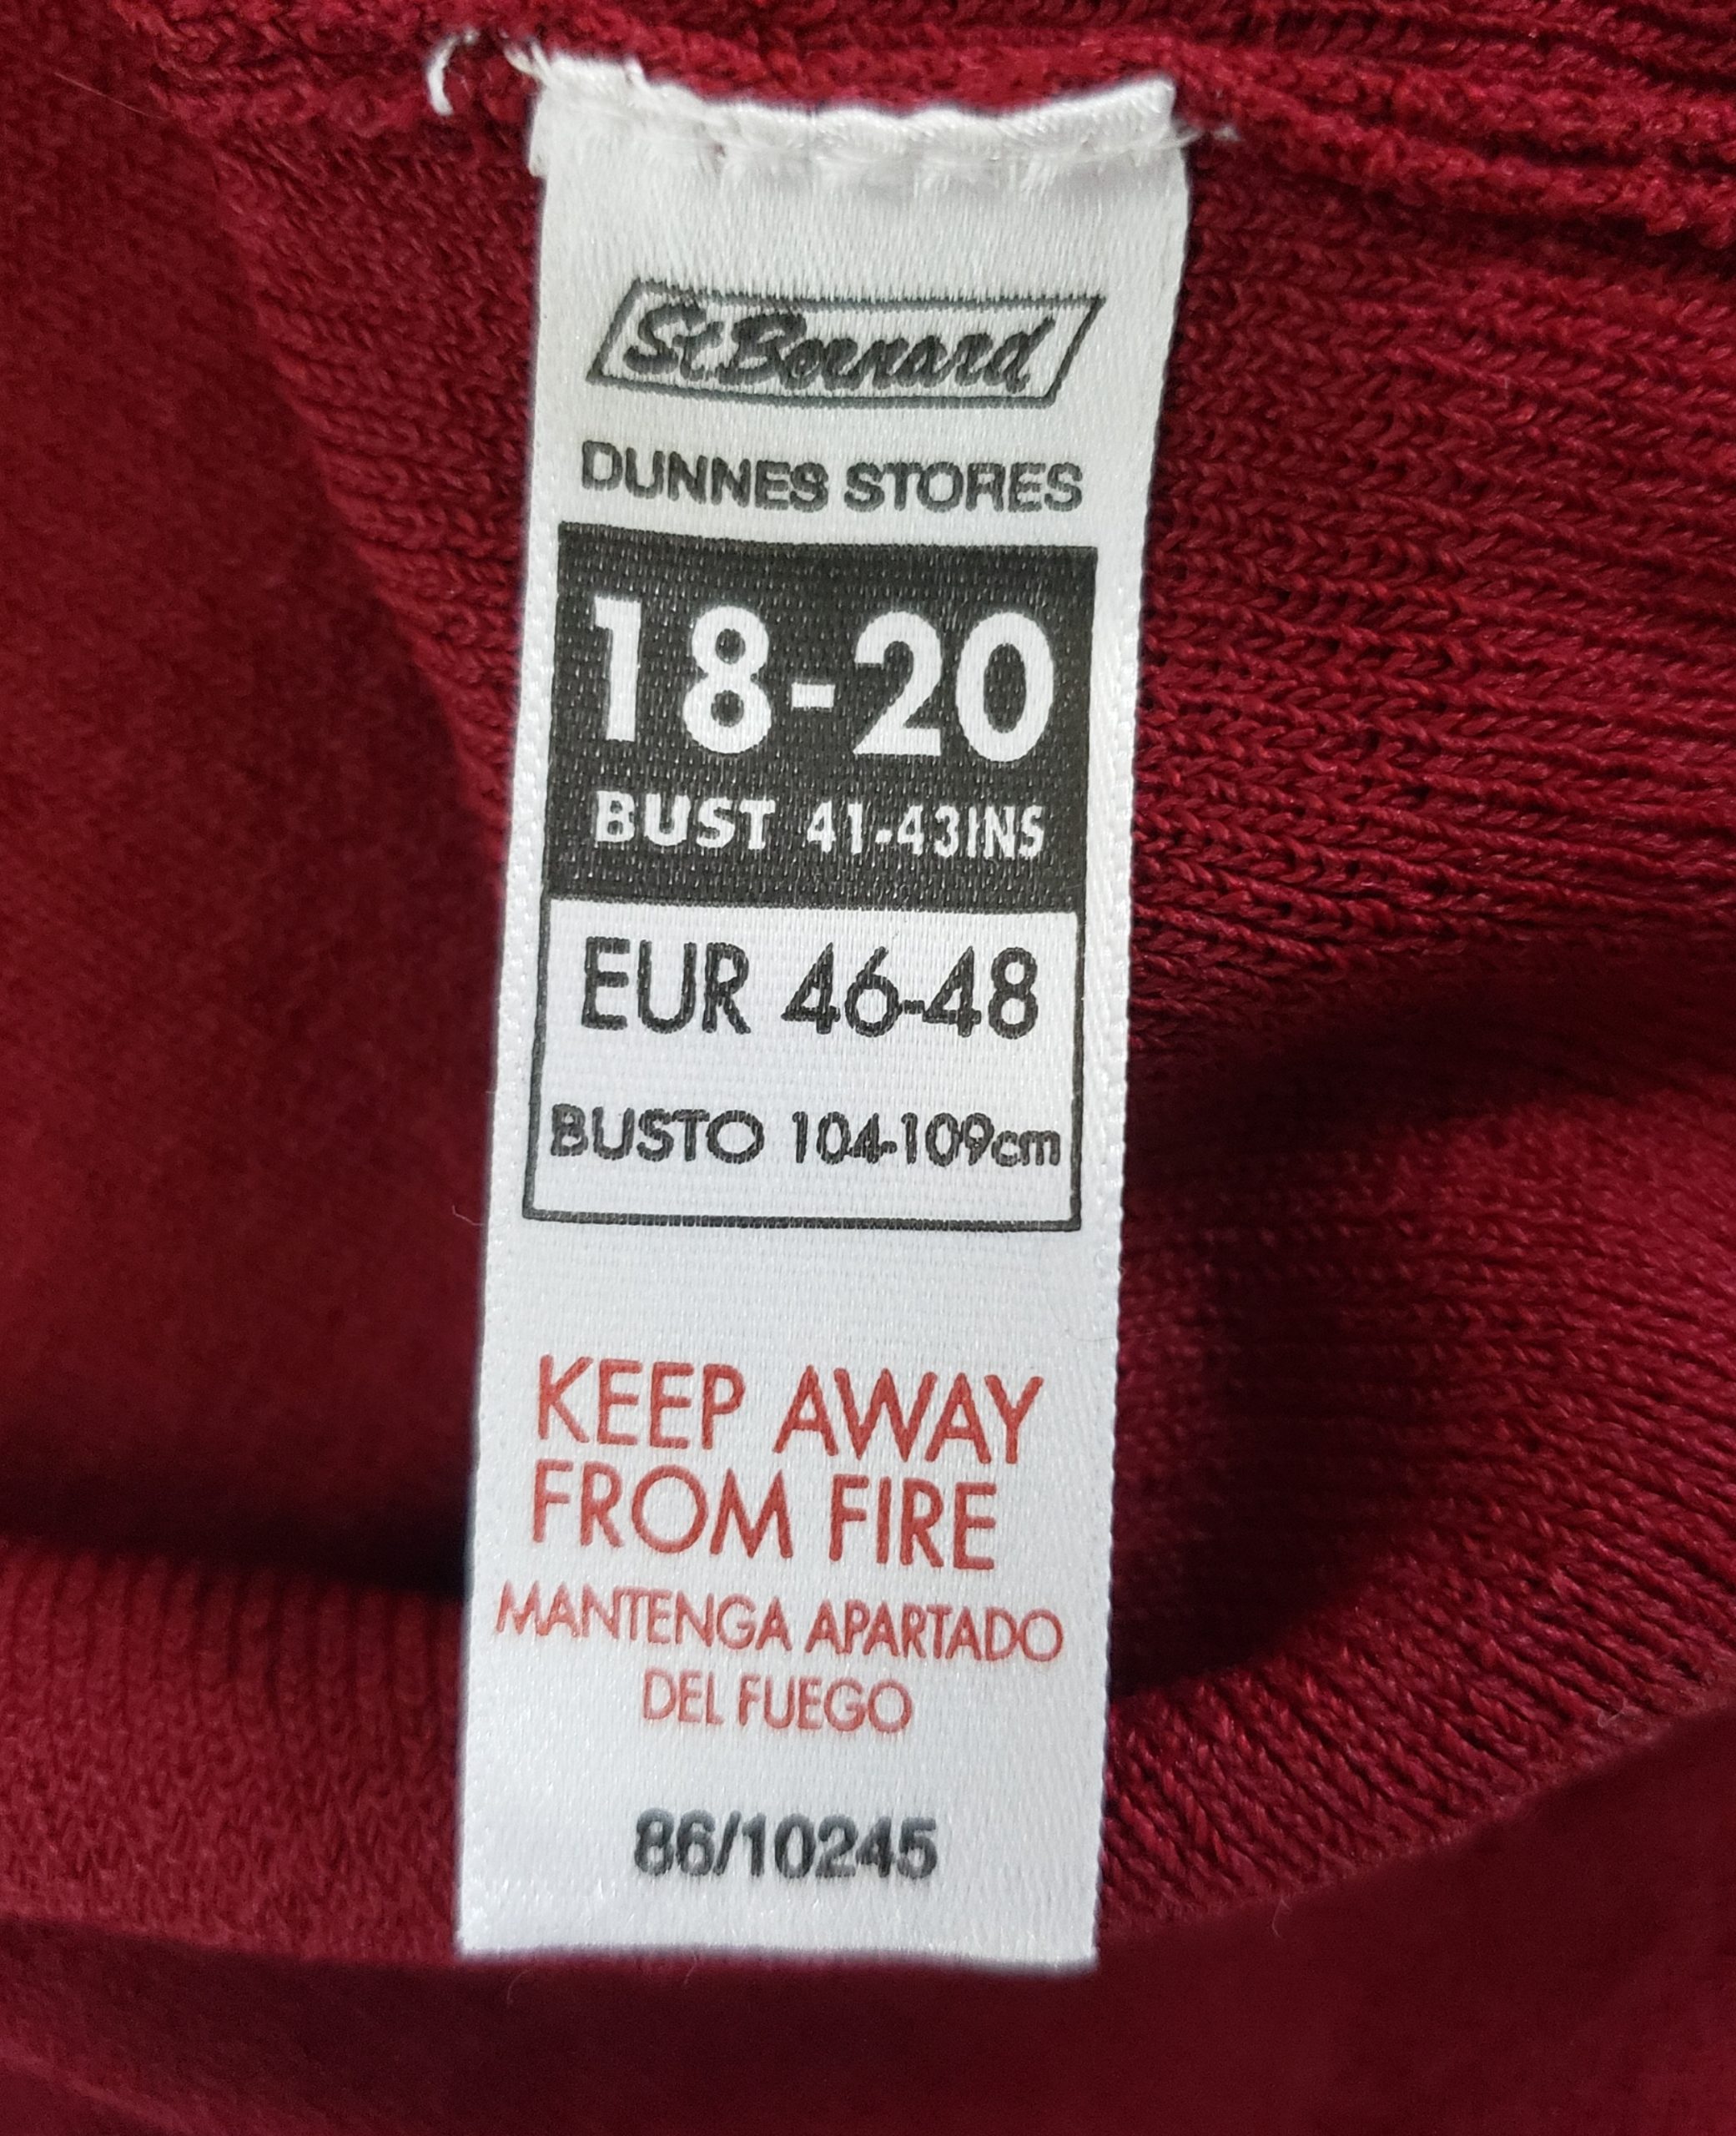 St.Bernard
DUNNES STORES
18-20
BUST 41-43INS
EUR 46-48
BUSTO 104-109cm
KEEP AWAY
FROM FIRE
MANTENGA APARTADO
DEL FUEGO
86/10245